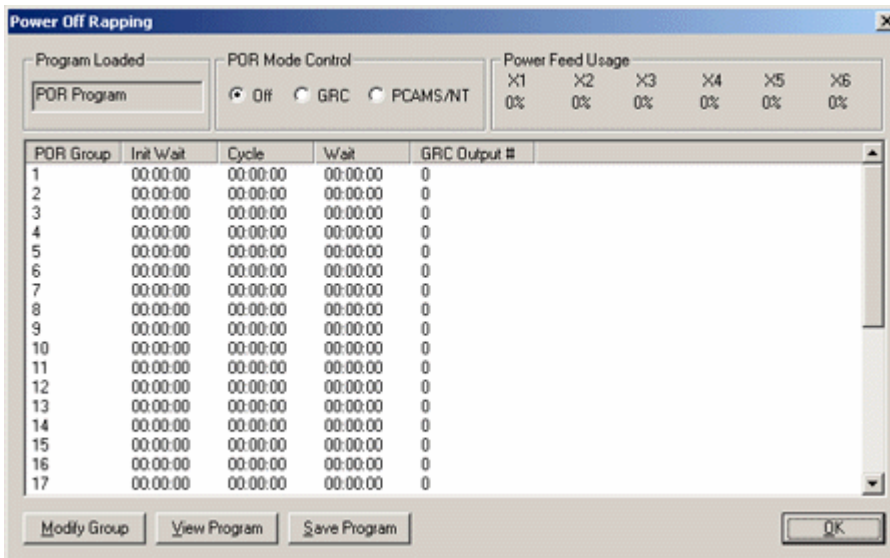 Power Off Rapping
Program Loaded
POR Program
POR Mode Control
Off GRC PCAMS/NT
Power Feed Usage
X1 X2 X3 X4 X5 X6
0% 0% 0% 0% 0% 0%
POR Group Init Wait Cycle Wait GRC Output #
1 00:00:00 00:00:00 00:00:00 0
2 00:00:00 00:00:00 00:00:00 0
3 00:00:00 00:00:00 00:00:00 0
4 00:00:00 00:00:00 00:00:00 0
5 00:00:00 00:00:00 00:00:00 0
6 00:00:00 00:00:00 00:00:00 0
7 00:00:00 00:00:00 00:00:00 0
8 00:00:00 00:00:00 00:00:00 0
9 00:00:00 00:00:00 00:00:00 0
10 00:00:00 00:00:00 00:00:00 0
11 00:00:00 00:00:00 00:00:00 0
12 00:00:00 00:00:00 00:00:00 0
13 00:00:00 00:00:00 00:00:00 0
14 00:00:00 00:00:00 00:00:00 0
15 00:00:00 00:00:00 00:00:00 0
16 00:00:00 00:00:00 00:00:00 0
17 00:00:00 00:00:00 00:00:00 0
Modify Group View Program Save Program OK